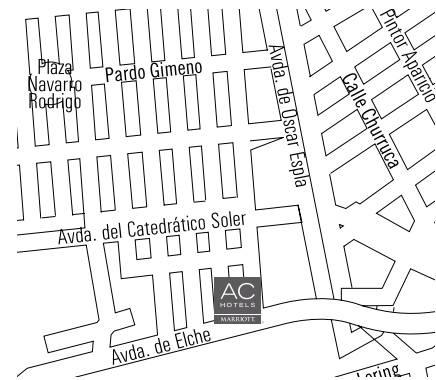 Plaza
Navarro
Rodrigo
Pardo Gimeno
Avda. de Oscar Espla
Calle Churruca
Pintor Aparicio
Avda. del Catedrático Soler
AC
HOTELS
MARRIOTT
Avda. de Elche